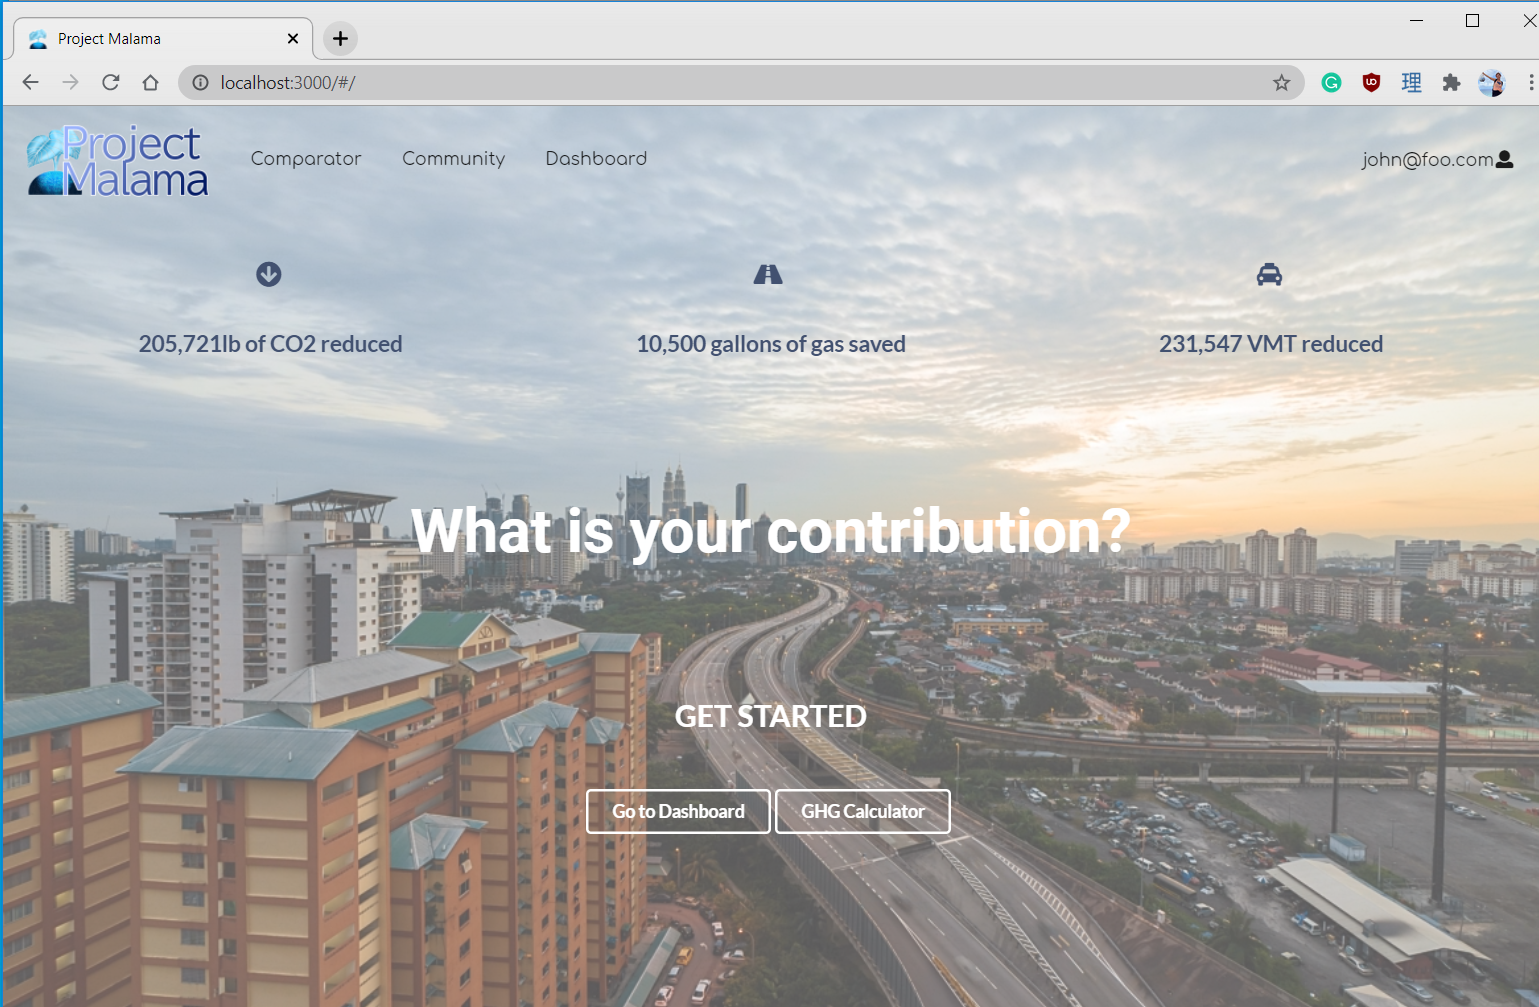 Project Malama
localhost:3000/#/
Project
Malama
Comparator Community Dashboard john@foo.com
205,721lb of CO2 reduced 10,500 gallons of gas saved 231,547 VMT reduced
What is your contribution?
GET STARTED
Go to Dashboard GHG Calculator